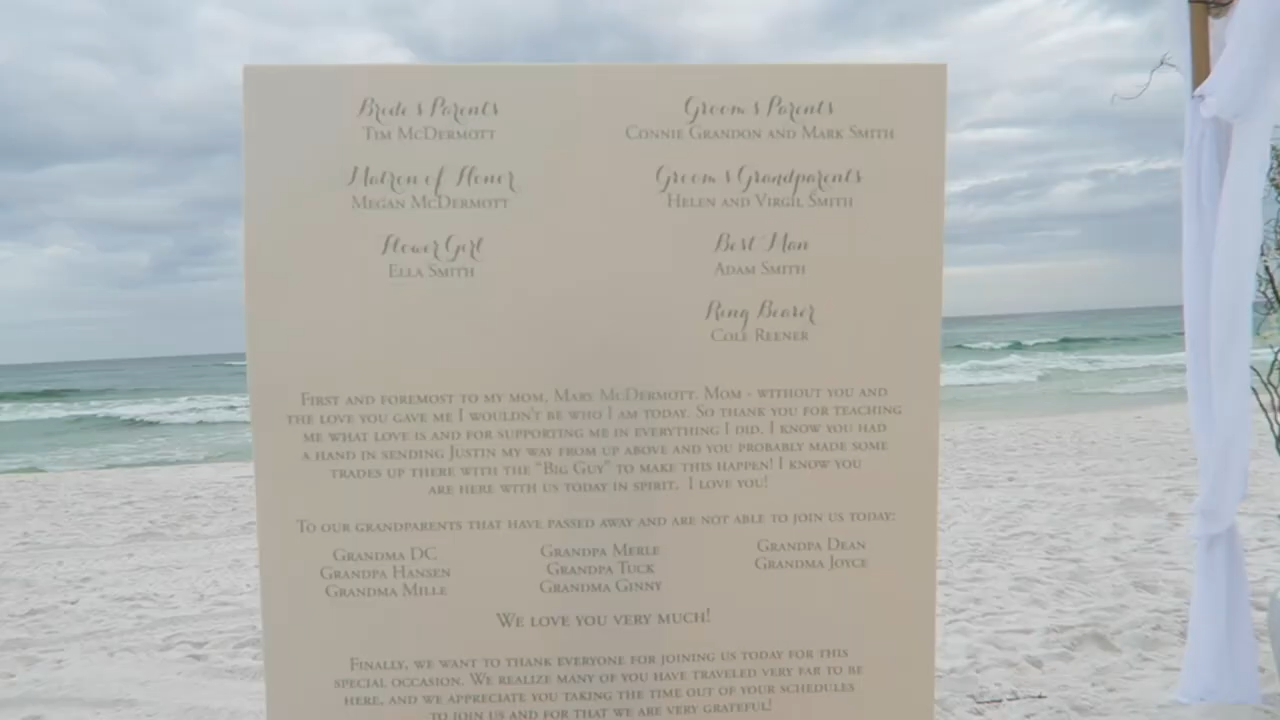 Bride's Parents
Tim McDermott
Matron of Honor
Megan McDermott
Flower Girl
Ella Smith
Groom's Parents
Connie Grandon and Mark Smith
Groom's Grandparents
Helen and Virgil Smith
Best Man
Adam Smith
Ring Bearer
Cole Reener
First and foremost to my mom, Mary McDermott. Mom - without you and
the love you gave me I wouldn't be who I am today. So thank you for teaching
me what love is and for supporting me in everything I did. I know you had
a hand in sending Justin my way from up above and you probably made some
trades up there with the "Big Guy" to make this happen! I know you
are here with us today in spirit. I love you!
To our grandparents that have passed away and are not able to join us today:
Grandma DC
Grandpa Hansen
Grandma Mille
Grandpa Merle
Grandpa Tuck
Grandma Ginny
Grandpa Dean
Grandma Joyce
We love you very much!
Finally, we want to thank everyone for joining us today for this
special occasion. We realize many of you have traveled very far to be
here, and we appreciate you taking the time out of your schedules
to join us and for that we are very grateful!